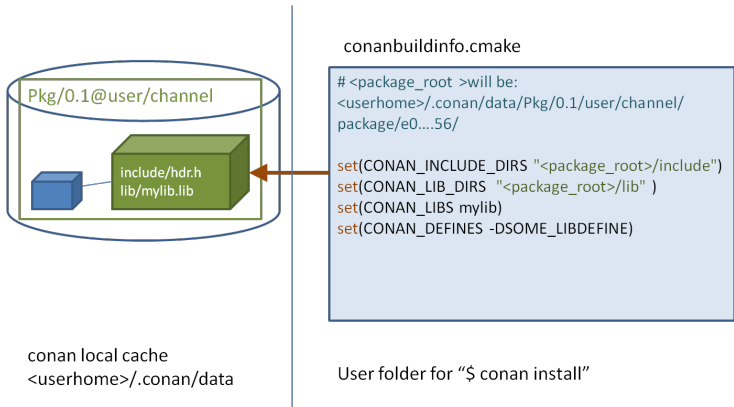 Pkg/0.1@user/channel
include/hdr.h
lib/mylib.lib
conan local cache
<userhome>/.conan/data
conanbuildinfo.cmake
# <package_root >will be:
<userhome>/.conan/data/Pkg/0.1/user/channel/
package/e0....56/
set(CONAN_INCLUDE_DIRS "<package_root>/include")
set(CONAN_LIB_DIRS "<package_root>/lib" )
set(CONAN_LIBS mylib)
set(CONAN_DEFINES -DSOME_LIBDEFINE)
User folder for “$ conan install”